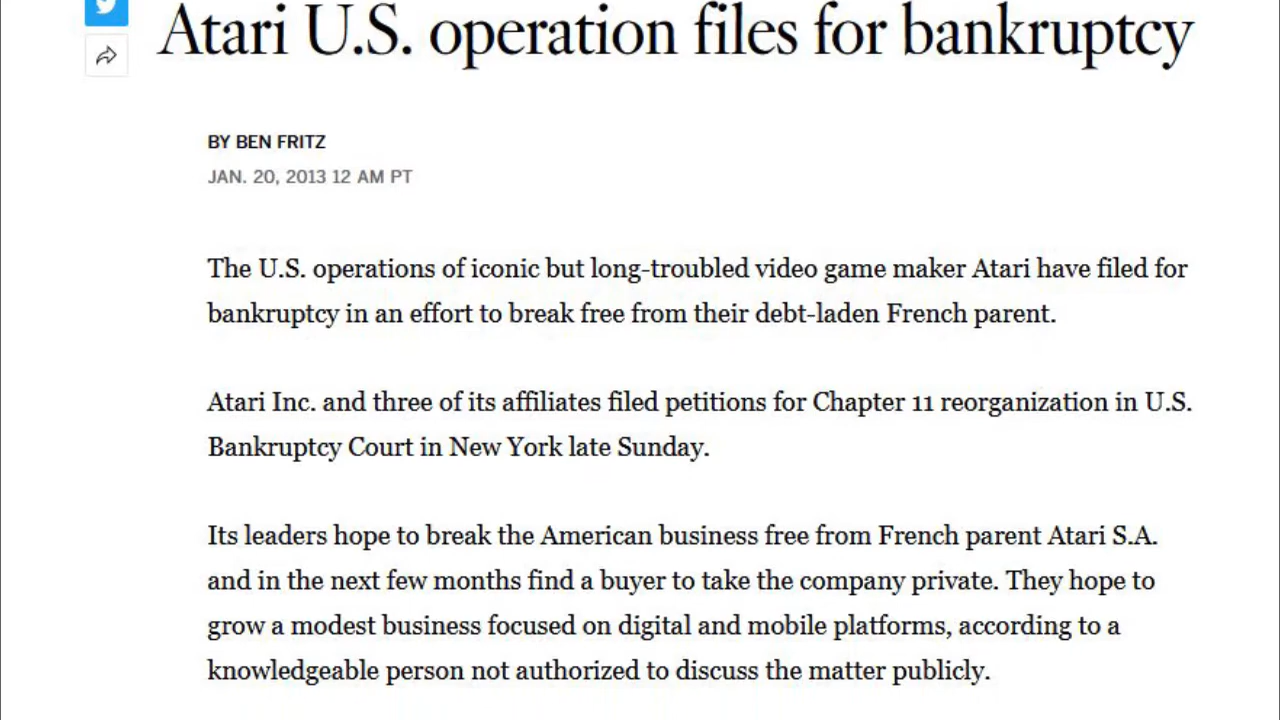 Atari U.S. operation files for bankruptcy
BY BEN FRITZ
JAN. 20, 2013 12 AM PT
The U.S. operations of iconic but long-troubled video game maker Atari have filed for
bankruptcy in an effort to break free from their debt-laden French parent.
Atari Inc. and three of its affiliates filed petitions for Chapter 11 reorganization in U.S.
Bankruptcy Court in New York late Sunday.
Its leaders hope to break the American business free from French parent Atari S.A.
and in the next few months find a buyer to take the company private. They hope to
grow a modest business focused on digital and mobile platforms, according to a
knowledgeable person not authorized to discuss the matter publicly.